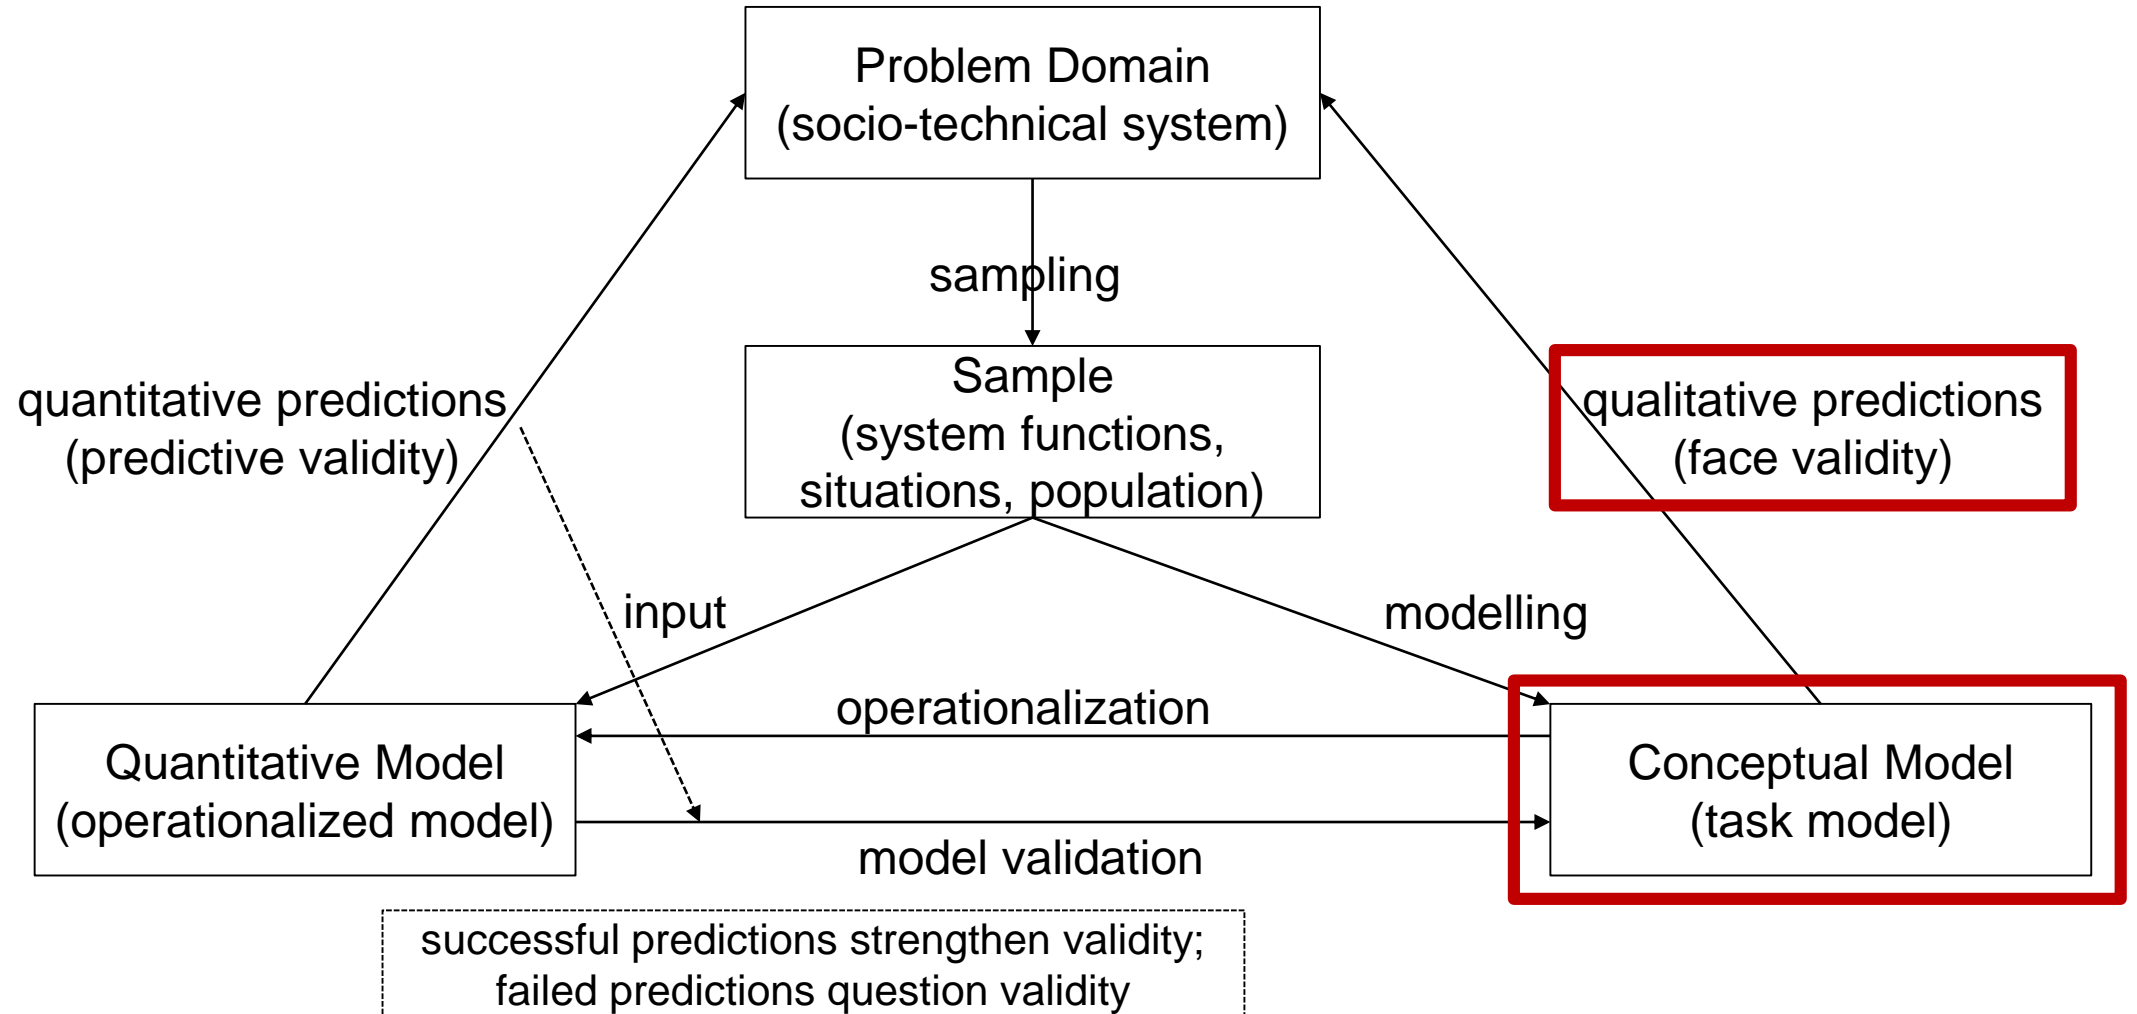 Problem Domain
(socio-technical system)
sampling
Sample
(system functions,
situations, population)
quantitative predictions
(predictive validity)
qualitative predictions
(face validity)
input
modelling
operationalization
Quantitative Model
(operationalized model)
Conceptual Model
(task model)
model validation
successful predictions strengthen validity;
failed predictions question validity